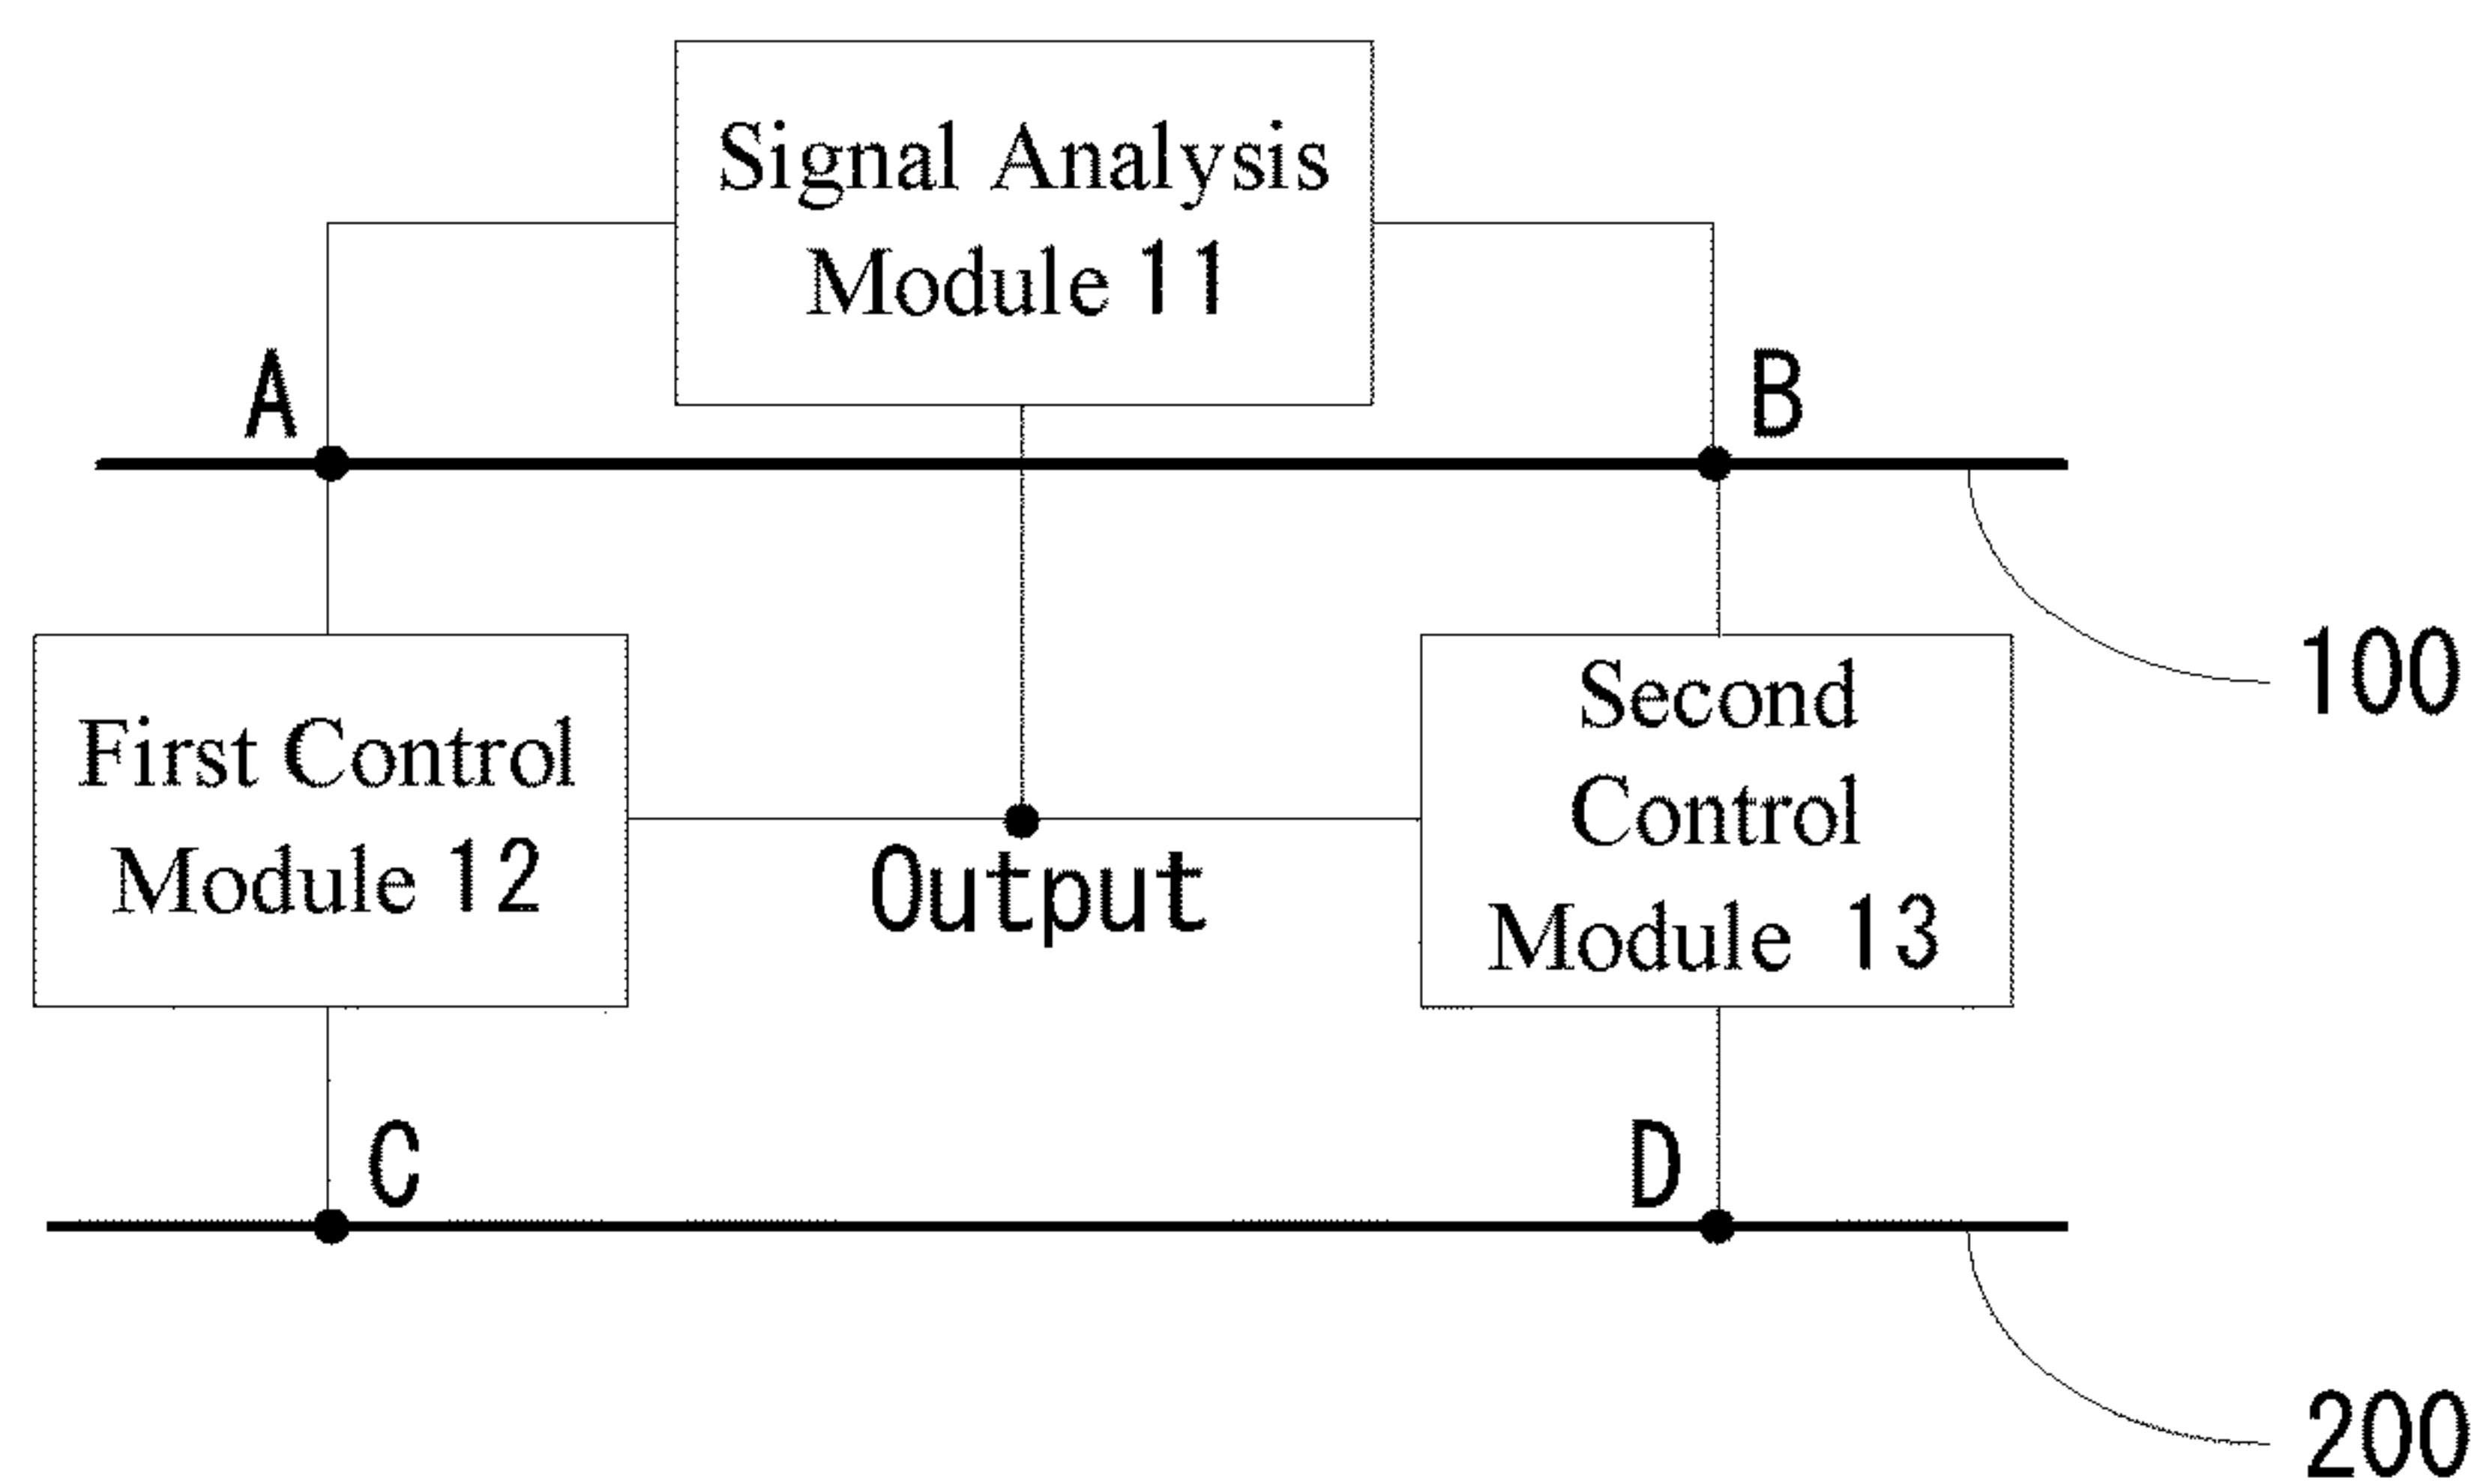 Signal Analysis
Module 11
A
B
100
First Control
Module 12
Second
Control
Module 13
Output
C
D
200